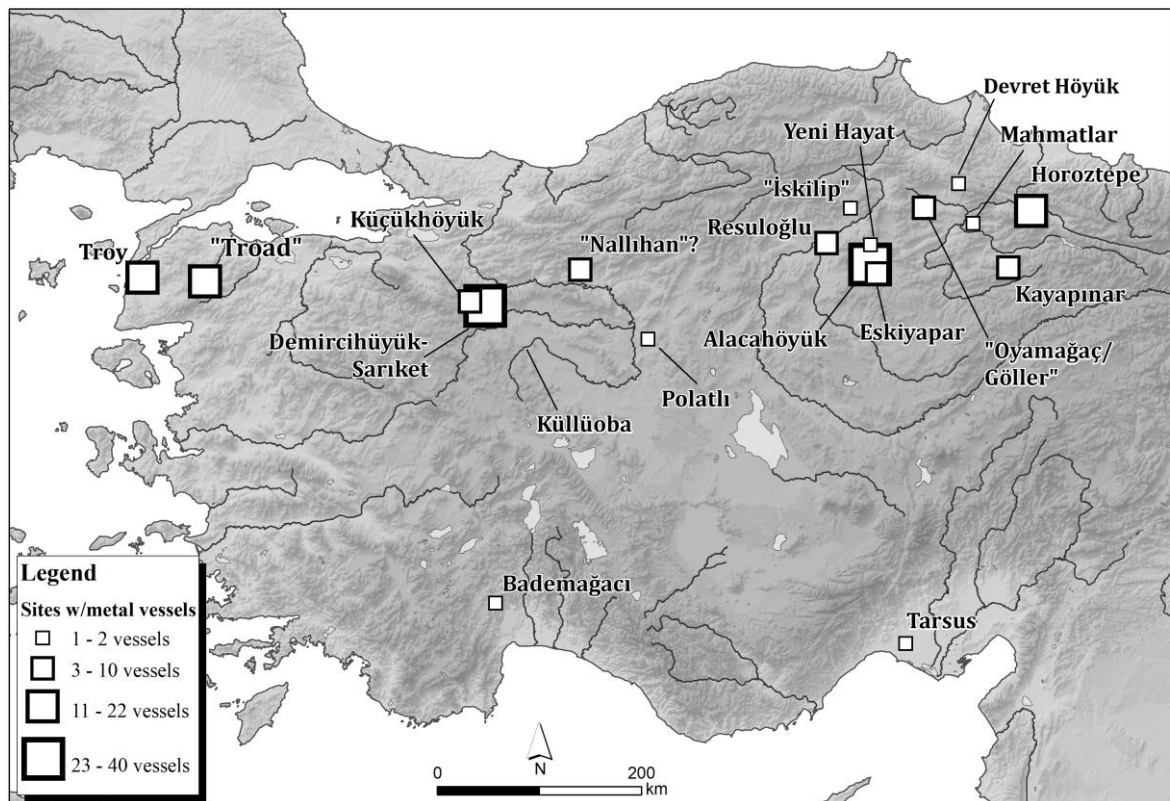 Devret Höyük
Mahmatlar
Yeni Hayat
Horoztepe
"İskilip"
Küçükhöyük
Resuloğlu
"Nallıhan"?
Troy
"Troad"
Kayapınar
Demircihüyük-
Sarıket
Alacahöyük
Eskiyapar
"Oyamağaç/
Göller"
Polatlı
Küllüoba
Bademağacı
Tarsus
Legend
Sites w/metal vessels
1 - 2 vessels
3 - 10 vessels
11 - 22 vessels
23 - 40 vessels
N
0
200
km